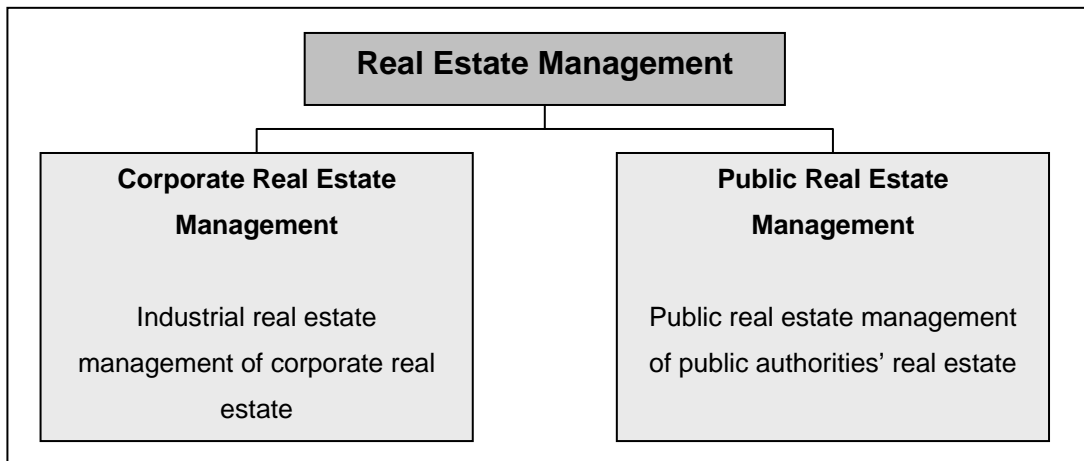 Real Estate Management
Corporate Real Estate
Management
Industrial real estate
management of corporate real
estate
Public Real Estate
Management
Public real estate management
of public authorities’ real estate